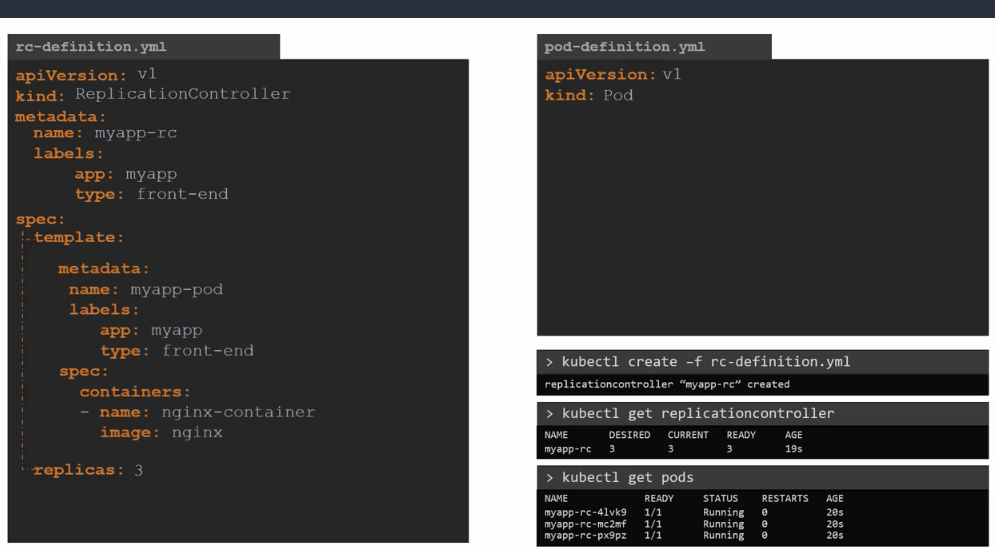 rc-definition.yml
apiVersion: v1
kind: ReplicationController
metadata:
name: myapp-rc
labels:
app: myapp
type: front-end
spec:
template:
metadata:
name: myapp-pod
labels:
app: myapp
type: front-end
spec:
containers:
- name: nginx-container
image: nginx
replicas: 3
pod-definition.yml
apiVersion: v1
kind: Pod
> kubectl create –f rc-definition.yml
replicationcontroller “myapp-rc” created
> kubectl get replicationcontroller
NAME DESIRED CURRENT READY AGE
myapp-rc 3 3 3 19s
> kubectl get pods
NAME READY STATUS RESTARTS AGE
myapp-rc-4lvk9 1/1 Running 0 20s
myapp-rc-mc2mf 1/1 Running 0 20s
myapp-rc-px9pz 1/1 Running 0 20s